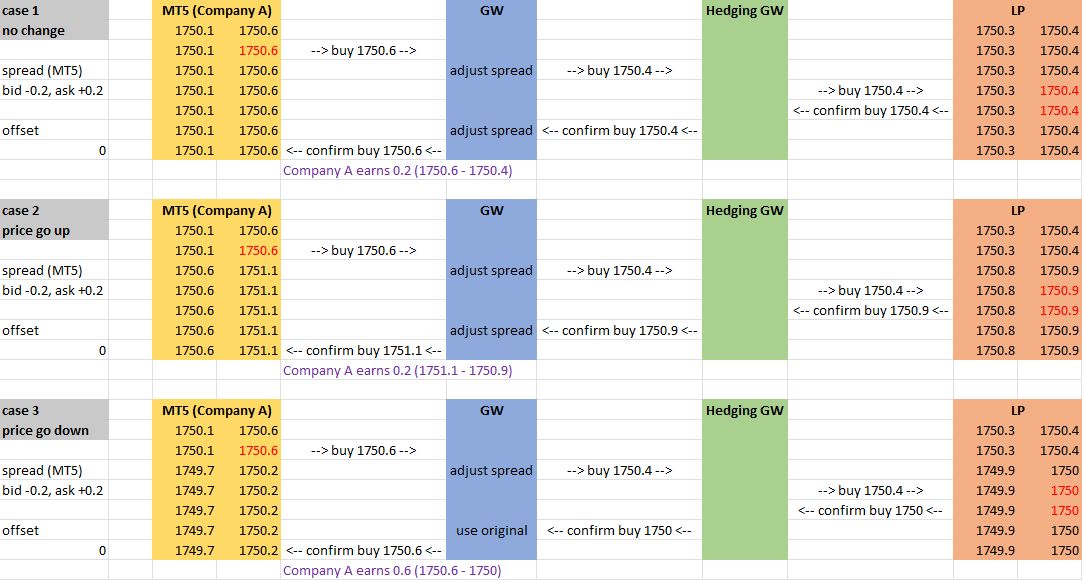 case 1 MT5 (Company A) GW Hedging GW LP
no change 1750.1 1750.6 1750.3 1750.4
1750.1 1750.6 --> buy 1750.6 --> 1750.3 1750.4
spread (MT5) 1750.1 1750.6 adjust spread --> buy 1750.4 --> 1750.3 1750.4
bid -0.2, ask +0.2 1750.1 1750.6 --> buy 1750.4 --> 1750.3 1750.4
1750.1 1750.6 <-- confirm buy 1750.4 <-- 1750.3 1750.4
offset 1750.1 1750.6 adjust spread <-- confirm buy 1750.4 <-- 1750.3 1750.4
0 1750.1 1750.6 <-- confirm buy 1750.6 <-- 1750.3 1750.4
Company A earns 0.2 (1750.6 - 1750.4)
case 2 MT5 (Company A) GW Hedging GW LP
price go up 1750.1 1750.6 1750.3 1750.4
1750.1 1750.6 --> buy 1750.6 --> 1750.3 1750.4
spread (MT5) 1750.6 1751.1 adjust spread --> buy 1750.4 --> 1750.8 1750.9
bid -0.2, ask +0.2 1750.6 1751.1 --> buy 1750.4 --> 1750.8 1750.9
1750.6 1751.1 <-- confirm buy 1750.9 <-- 1750.8 1750.9
offset 1750.6 1751.1 adjust spread <-- confirm buy 1750.9 <-- 1750.8 1750.9
0 1750.6 1751.1 <-- confirm buy 1751.1 <-- 1750.8 1750.9
Company A earns 0.2 (1751.1 - 1750.9)
case 3 MT5 (Company A) GW Hedging GW LP
price go down 1750.1 1750.6 1750.3 1750.4
1750.1 1750.6 --> buy 1750.6 --> 1750.3 1750.4
spread (MT5) 1749.7 1750.2 adjust spread --> buy 1750.4 --> 1749.9 1750
bid -0.2, ask +0.2 1749.7 1750.2 --> buy 1750.4 --> 1749.9 1750
1749.7 1750.2 <-- confirm buy 1750 <-- 1749.9 1750
offset 1749.7 1750.2 use original <-- confirm buy 1750 <-- 1749.9 1750
0 1749.7 1750.2 <-- confirm buy 1750.6 <-- 1749.9 1750
Company A earns 0.6 (1750.6 - 1750)